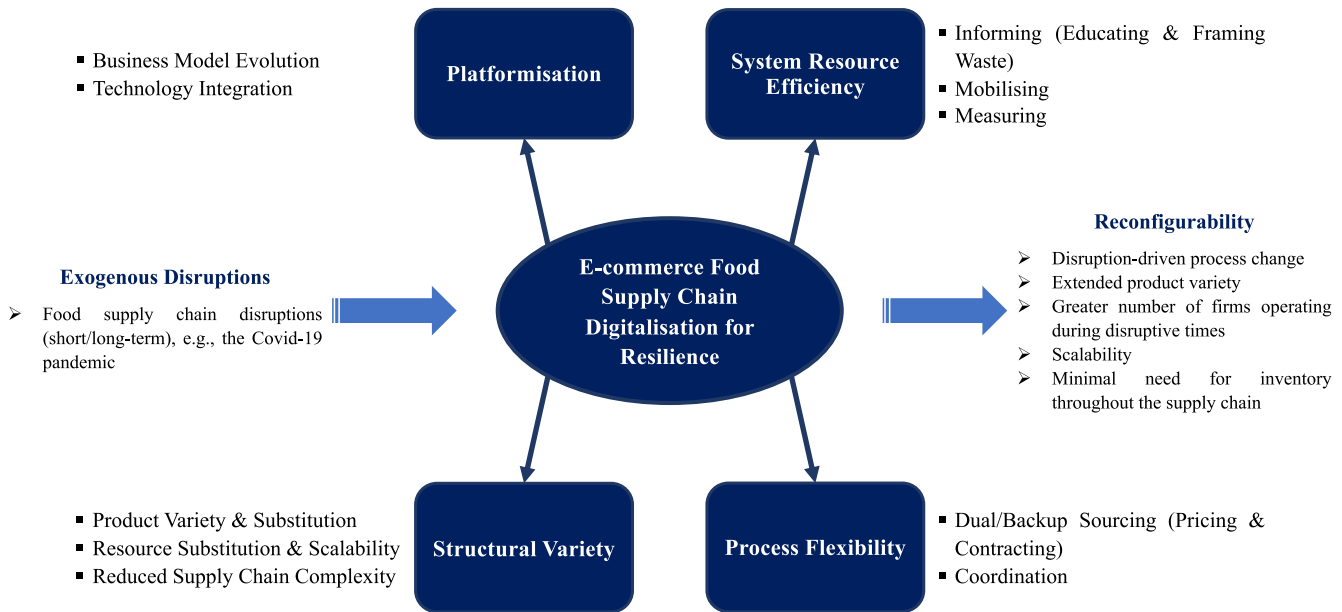 ▪ Business Model Evolution
▪ Technology Integration
Platformisation
System Resource
Efficiency
▪ Informing (Educating & Framing
Waste)
▪ Mobilising
▪ Measuring
Exogenous Disruptions
➢ Food supply chain disruptions
(short/long-term), e.g., the Covid-19
pandemic
E-commerce Food
Supply Chain
Digitalisation for
Resilience
Reconfigurability
➢ Disruption-driven process change
➢ Extended product variety
➢ Greater number of firms operating
during disruptive times
➢ Scalability
➢ Minimal need for inventory
throughout the supply chain
▪ Product Variety & Substitution
▪ Resource Substitution & Scalability
▪ Reduced Supply Chain Complexity
Structural Variety
Process Flexibility
▪ Dual/Backup Sourcing (Pricing &
Contracting)
▪ Coordination